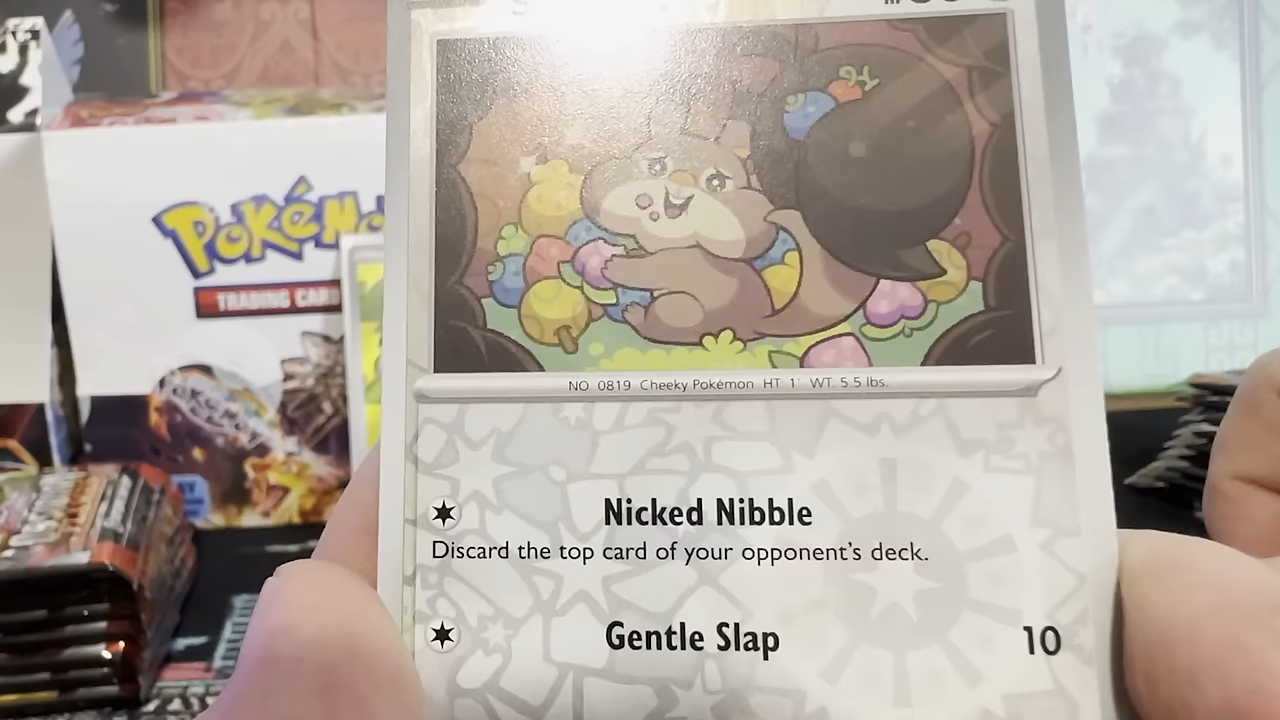 POKÉMO
TRADING CARD
POKÉMON
NO 0819 Cheeky Pokémon HT 1' WT. 5.5 lbs.
Nicked Nibble
Discard the top card of your opponent's deck.
Gentle Slap 10